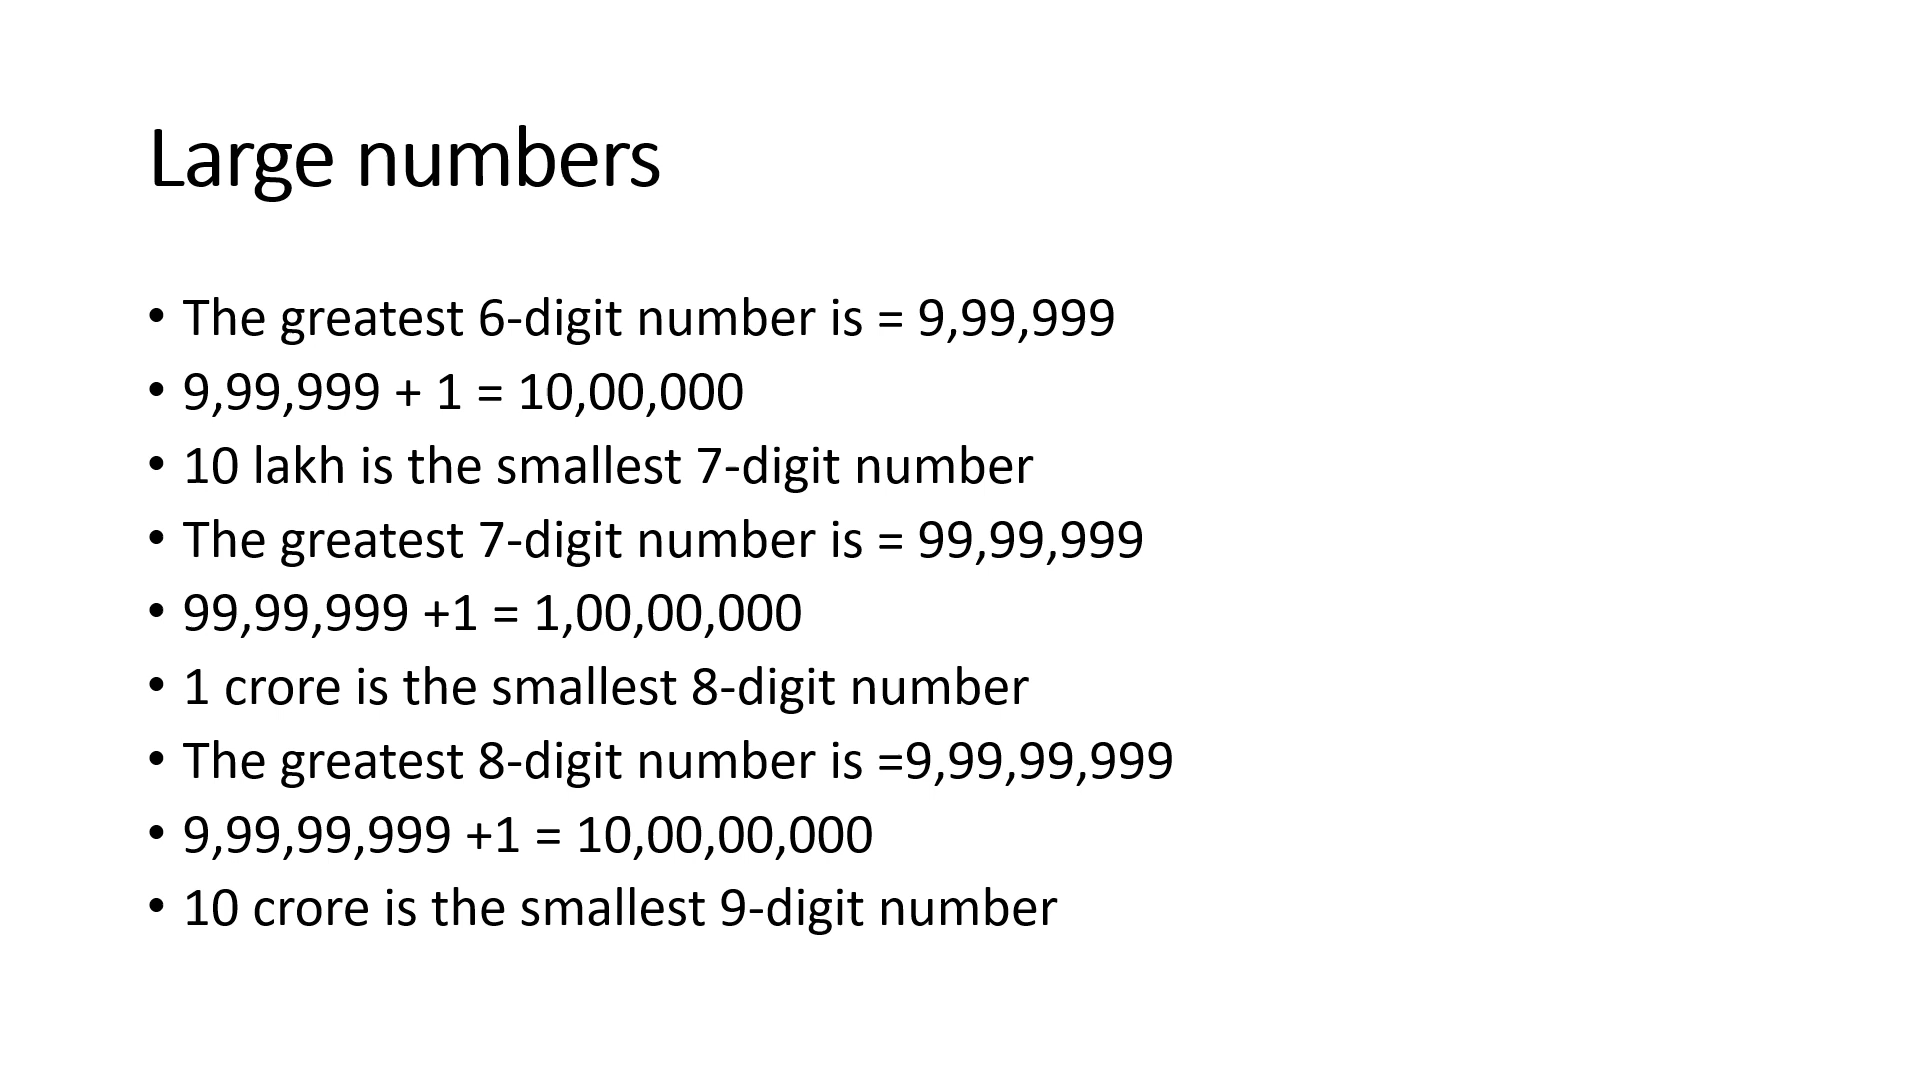 Large numbers
• The greatest 6-digit number is = 9,99,999
• 9,99,999 + 1 = 10,00,000
• 10 lakh is the smallest 7-digit number
• The greatest 7-digit number is = 99,99,999
• 99,99,999 +1 = 1,00,00,000
• 1 crore is the smallest 8-digit number
• The greatest 8-digit number is =9,99,99,999
• 9,99,99,999 +1 = 10,00,00,000
• 10 crore is the smallest 9-digit number